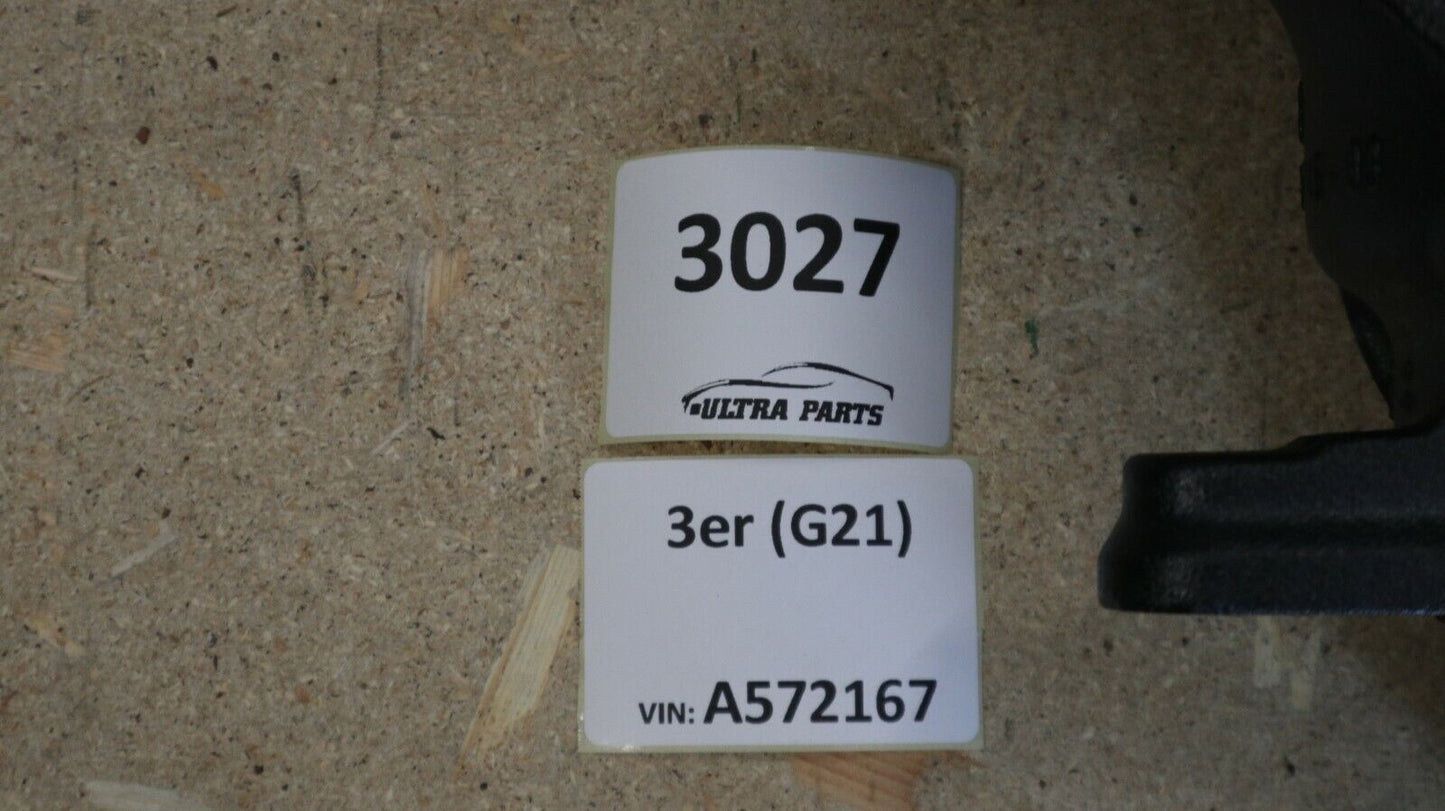 3027
ULTRA PARTS
3er (G21)
VIN: A572167